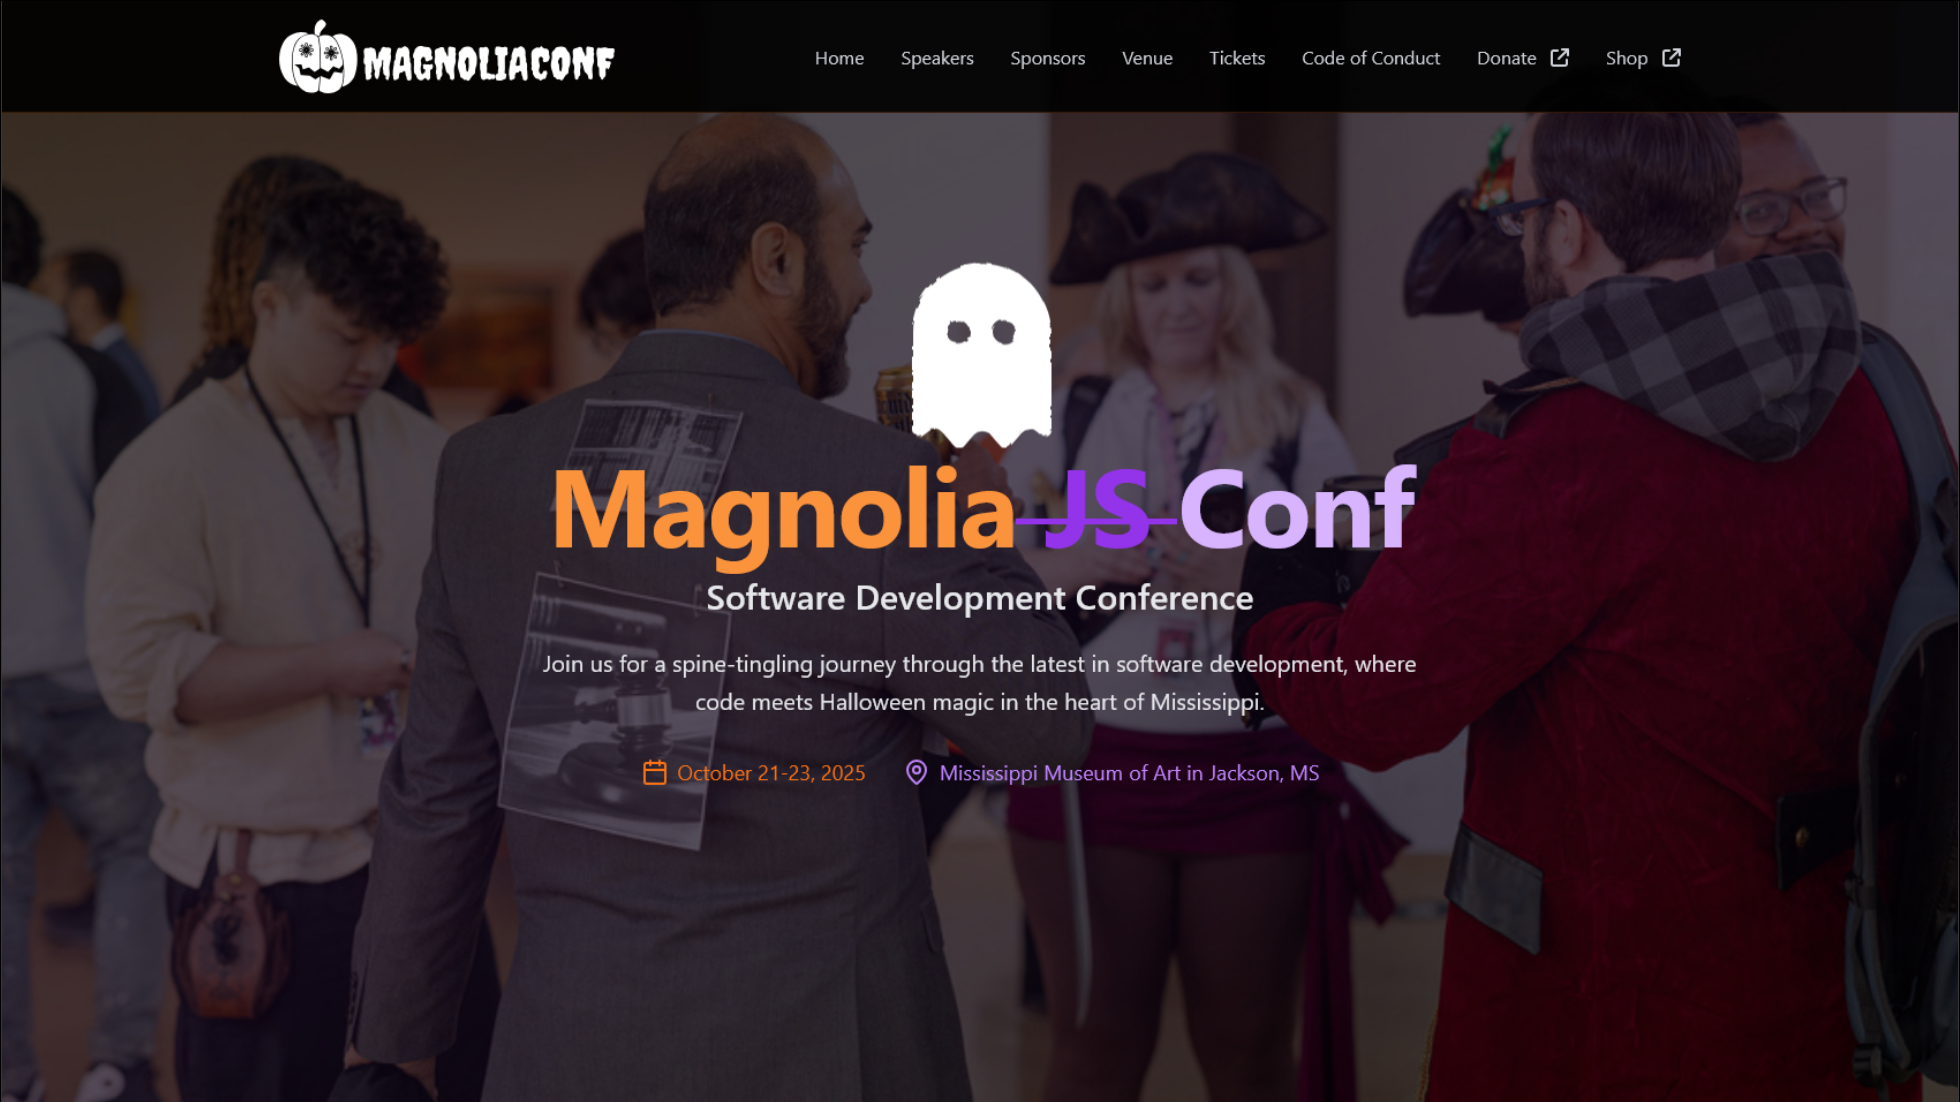 MAGNOLIACONF
Home Speakers Sponsors Venue Tickets Code of Conduct Donate Shop
Magnolia JS Conf
Software Development Conference
Join us for a spine-tingling journey through the latest in software development, where
code meets Halloween magic in the heart of Mississippi.
October 21-23, 2025 Mississippi Museum of Art in Jackson, MS